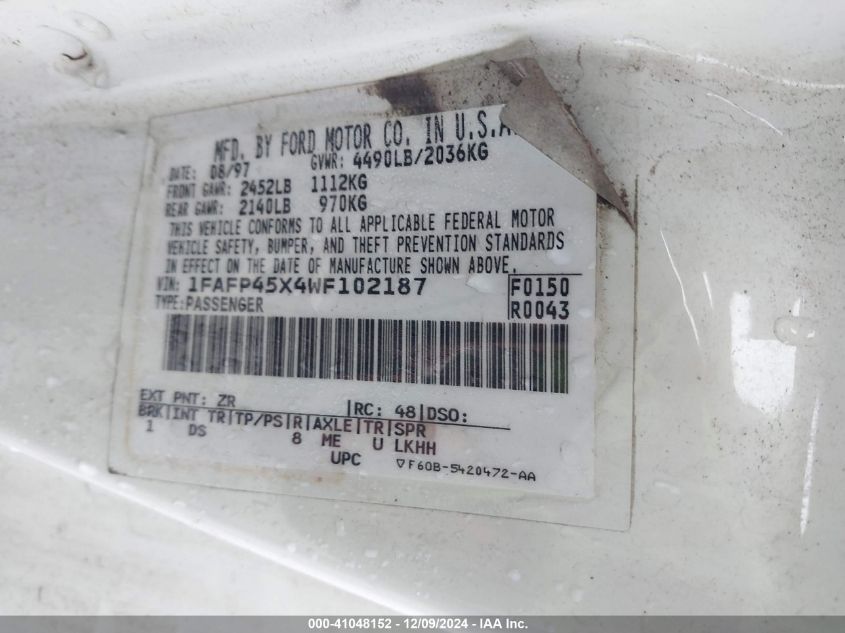 MFD. BY FORD MOTOR CO. IN U.S.A.
DATE: 08/97 GVWR: 4490LB/2036KG
FRONT GAWR: 2452LB 1112KG
REAR GAWR: 2140LB 970KG
THIS VEHICLE CONFORMS TO ALL APPLICABLE FEDERAL MOTOR
VEHICLE SAFETY, BUMPER, AND THEFT PREVENTION STANDARDS
IN EFFECT ON THE DATE OF MANUFACTURE SHOWN ABOVE.
VIN: 1FAFP45X4WF102187 F0150
TYPE: PASSENGER R0043
EXT PNT: ZR |RC: 48|DSO:
BRK|INT TR|TP/PS|R|AXLE|TR|SPR
1 DS 8 ME U LKHH
UPC ▽F60B-5420472-AA
000-41048152 - 12/09/2024 - IAA Inc.